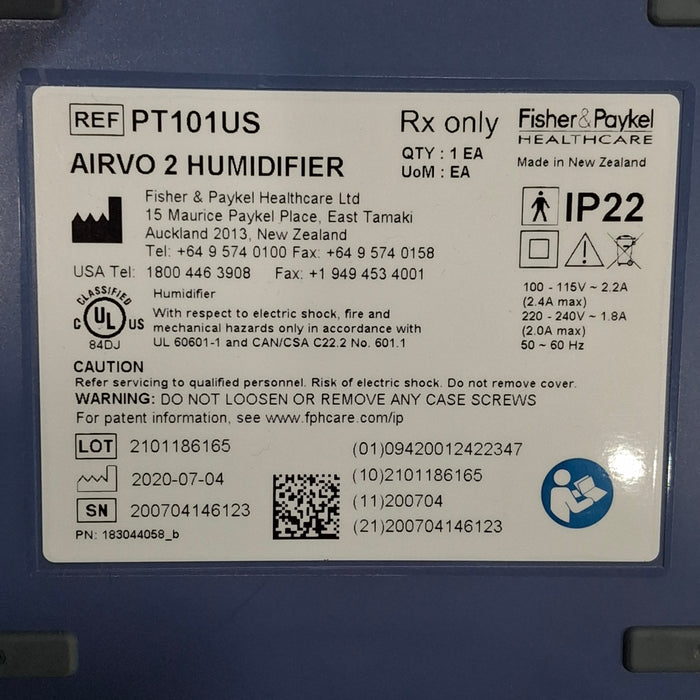 REF PT101US
Rx only
Fisher & Paykel
HEALTHCARE
AIRVO 2 HUMIDIFIER
QTY : 1 EA
UoM : EA
Made in New Zealand
Fisher & Paykel Healthcare Ltd
15 Maurice Paykel Place, East Tamaki
Auckland 2013, New Zealand
Tel: +64 9 574 0100 Fax: +64 9 574 0158
USA Tel: 1800 446 3908 Fax: +1 949 453 4001
IP22
CLASSIFIED
C UL US
84DJ
Humidifier
With respect to electric shock, fire and
mechanical hazards only in accordance with
UL 60601-1 and CAN/CSA C22.2 No. 601.1
100 - 115V ~ 2.2A
(2.4A max)
220 - 240V ~ 1.8A
(2.0A max)
50 ~ 60 Hz
CAUTION
Refer servicing to qualified personnel. Risk of electric shock. Do not remove cover.
WARNING: DO NOT LOOSEN OR REMOVE ANY CASE SCREWS
For patent information, see www.fphcare.com/ip
LOT 2101186165
2020-07-04
SN 200704146123
PN: 183044058_b
(01)09420012422347
(10)2101186165
(11)200704
(21)200704146123